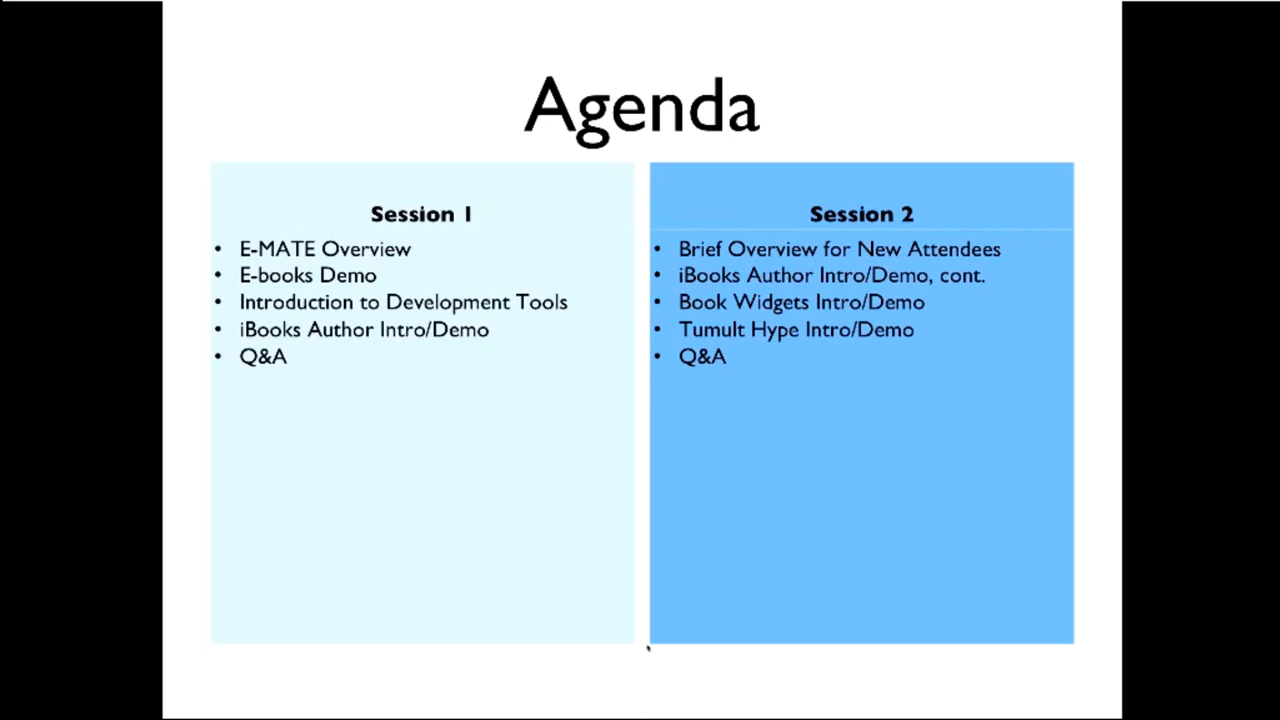 Agenda
Session 1
• E-MATE Overview
• E-books Demo
• Introduction to Development Tools
• iBooks Author Intro/Demo
• Q&A
Session 2
• Brief Overview for New Attendees
• iBooks Author Intro/Demo, cont.
• Book Widgets Intro/Demo
• Tumult Hype Intro/Demo
• Q&A